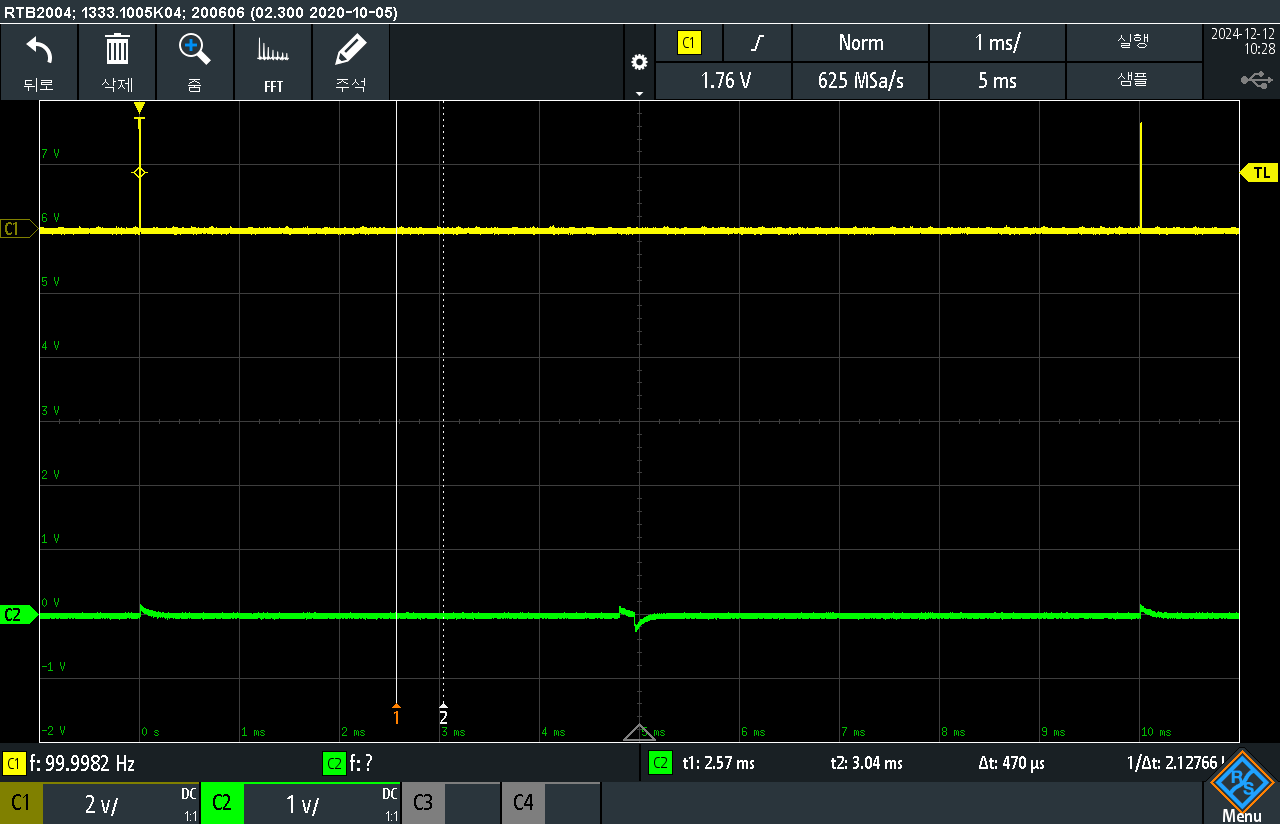 RTB2004; 1333.1005K04; 200606 (02.300 2020-10-05)
뒤로
삭제
줌
FFT
주석
C1
Norm
1 ms/
실행
2024-12-12
10:28
1.76 V
625 MSa/s
5 ms
샘플
T
7 V
TL
6 V
C1
5 V
4 V
3 V
2 V
1 V
0 V
C2
-1 V
1
2
-2 V
0 s
1 ms
2 ms
3 ms
4 ms
5 ms
6 ms
7 ms
8 ms
9 ms
10 ms
C1 f: 99.9982 Hz
C2 f: ?
C2 t1: 2.57 ms t2: 3.04 ms Δt: 470 µs 1/Δt: 2.12766
C1 2 V/ DC 1:1
C2 1 V/ DC 1:1
C3
C4
R S
Menu